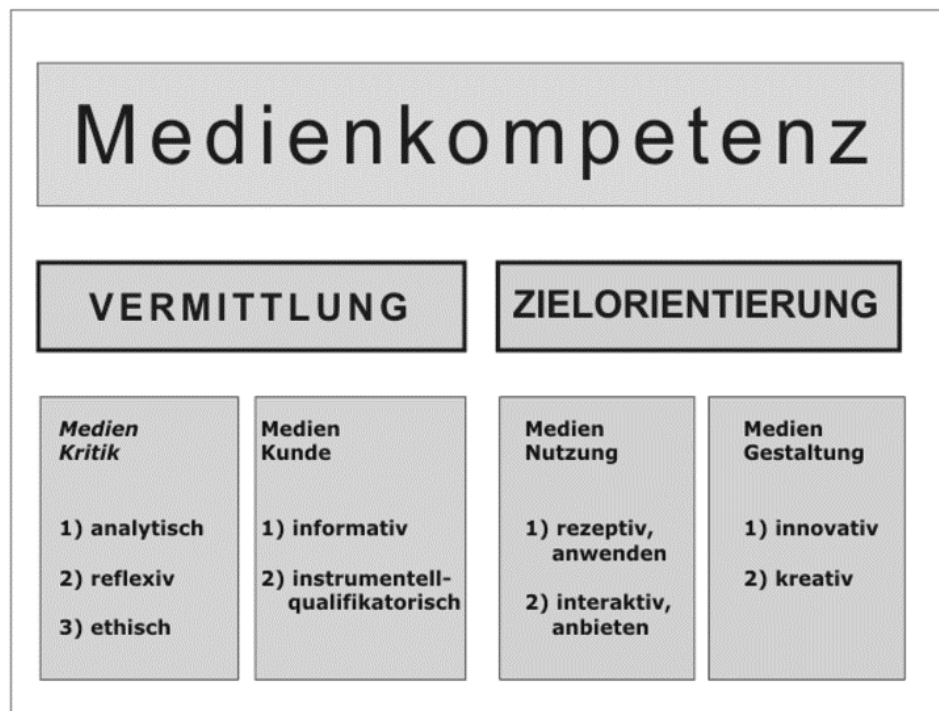 Medienkompetenz
VERMITTLUNG
ZIELORIENTIERUNG
Medien
Kritik
1) analytisch
2) reflexiv
3) ethisch
Medien
Kunde
1) informativ
2) instrumentell-
qualifikatorisch
Medien
Nutzung
1) rezeptiv,
anwenden
2) interaktiv,
anbieten
Medien
Gestaltung
1) innovativ
2) kreativ